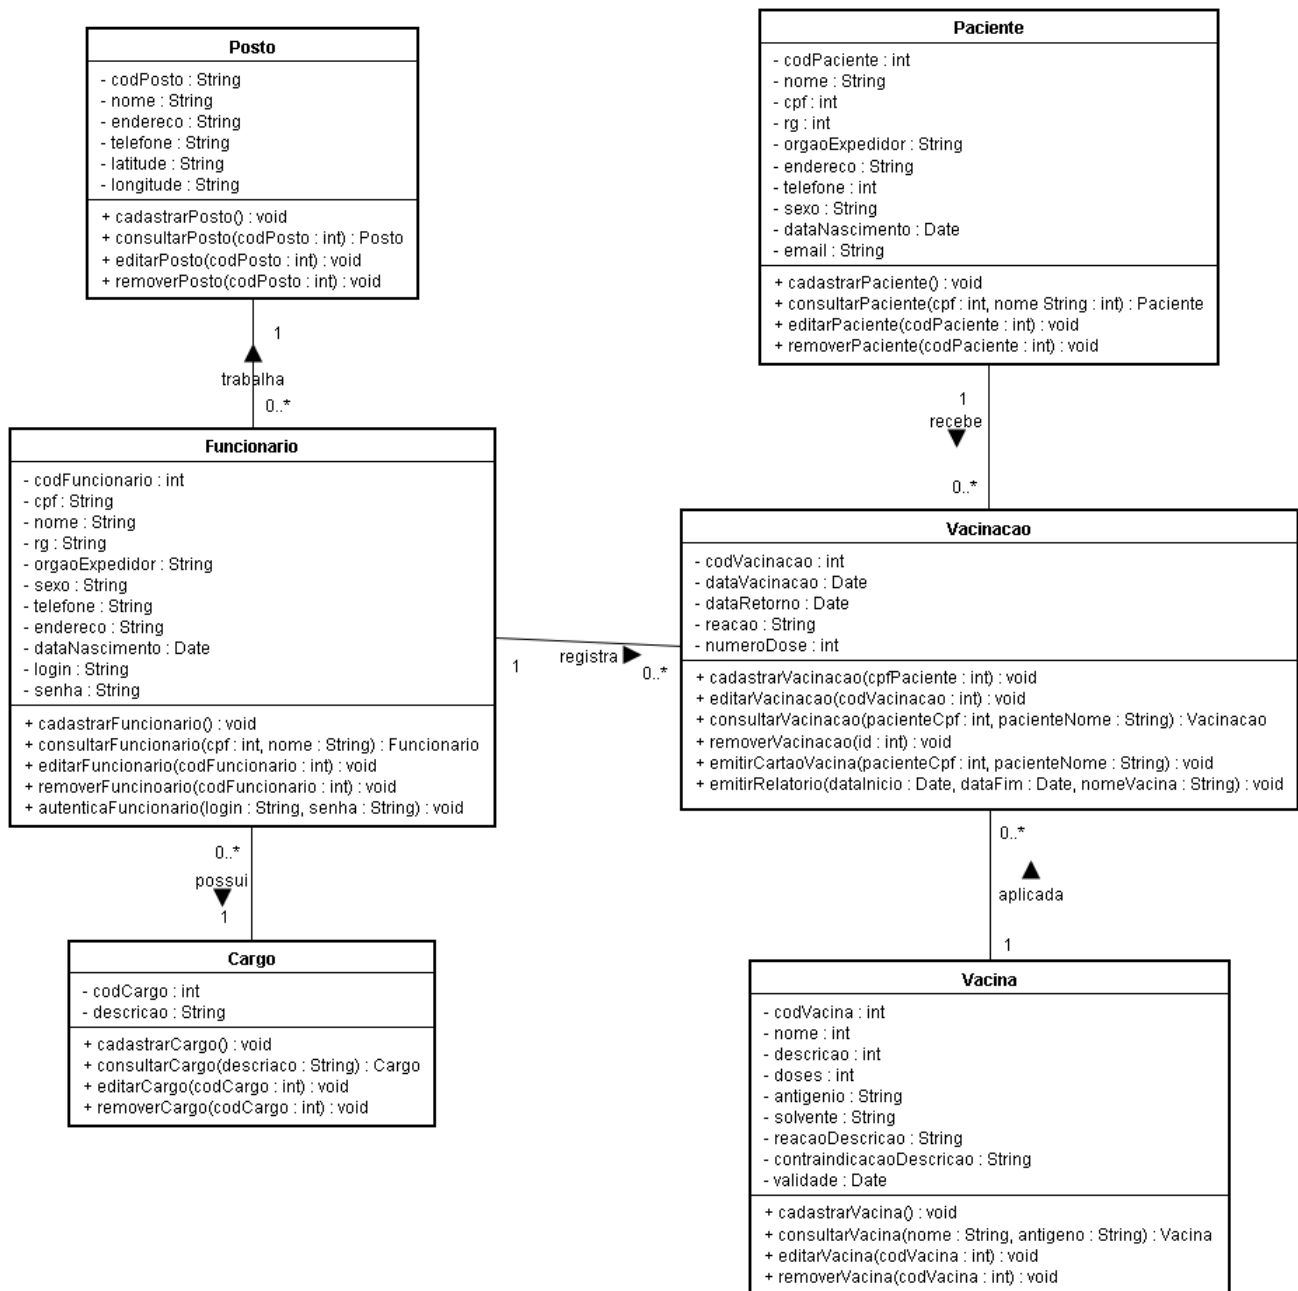 Posto
- codPosto : String
- nome : String
- endereco : String
- telefone : String
- latitude : String
- longitude : String
+ cadastrarPosto() : void
+ consultarPosto(codPosto : int) : Posto
+ editarPosto(codPosto : int) : void
+ removerPosto(codPosto : int) : void
1
trabalha
0..*
Funcionario
- codFuncionario : int
- cpf : String
- nome : String
- rg : String
- orgaoExpedidor : String
- sexo : String
- telefone : String
- endereco : String
- dataNascimento : Date
- login : String
- senha : String
+ cadastrarFuncionario() : void
+ consultarFuncionario(cpf : int, nome : String) : Funcionario
+ editarFuncionario(codFuncionario : int) : void
+ removerFuncinoario(codFuncionario : int) : void
+ autenticaFuncionario(login : String, senha : String) : void
0..*
possui
1
Cargo
- codCargo : int
- descricao : String
+ cadastrarCargo() : void
+ consultarCargo(descriaco : String) : Cargo
+ editarCargo(codCargo : int) : void
+ removerCargo(codCargo : int) : void
1
registra
0..*
Paciente
- codPaciente : int
- nome : String
- cpf : int
- rg : int
- orgaoExpedidor : String
- endereco : String
- telefone : int
- sexo : String
- dataNascimento : Date
- email : String
+ cadastrarPaciente() : void
+ consultarPaciente(cpf : int, nome String : int) : Paciente
+ editarPaciente(codPaciente : int) : void
+ removerPaciente(codPaciente : int) : void
1
recebe
0..*
Vacinacao
- codVacinacao : int
- dataVacinacao : Date
- dataRetorno : Date
- reacao : String
- numeroDose : int
+ cadastrarVacinacao(cpfPaciente : int) : void
+ editarVacinacao(codVacinacao : int) : void
+ consultarVacinacao(pacienteCpf : int, pacienteNome : String) : Vacinacao
+ removerVacinacao(id : int) : void
+ emitirCartaoVacina(pacienteCpf : int, pacienteNome : String) : void
+ emitirRelatorio(dataInicio : Date, dataFim : Date, nomeVacina : String) : void
0..*
aplicada
1
Vacina
- codVacina : int
- nome : int
- descricao : int
- doses : int
- antigenio : String
- solvente : String
- reacaoDescricao : String
- contraindicacaoDescricao : String
- validade : Date
+ cadastrarVacina() : void
+ consultarVacina(nome : String, antigeno : String) : Vacina
+ editarVacina(codVacina : int) : void
+ removerVacina(codVacina : int) : void